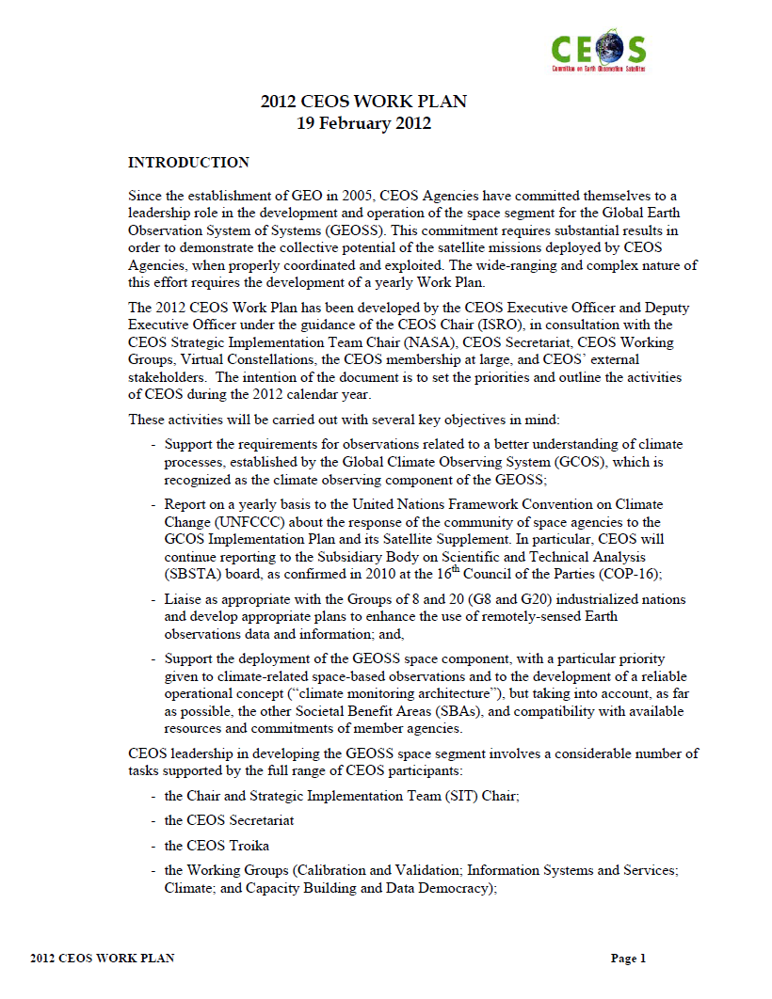 CEOS
Committee on Earth Observation Satellites
2012 CEOS WORK PLAN
19 February 2012
INTRODUCTION
Since the establishment of GEO in 2005, CEOS Agencies have committed themselves to a
leadership role in the development and operation of the space segment for the Global Earth
Observation System of Systems (GEOSS). This commitment requires substantial results in
order to demonstrate the collective potential of the satellite missions deployed by CEOS
Agencies, when properly coordinated and exploited. The wide-ranging and complex nature of
this effort requires the development of a yearly Work Plan.
The 2012 CEOS Work Plan has been developed by the CEOS Executive Officer and Deputy
Executive Officer under the guidance of the CEOS Chair (ISRO), in consultation with the
CEOS Strategic Implementation Team Chair (NASA), CEOS Secretariat, CEOS Working
Groups, Virtual Constellations, the CEOS membership at large, and CEOS’ external
stakeholders.  The intention of the document is to set the priorities and outline the activities
of CEOS during the 2012 calendar year.
These activities will be carried out with several key objectives in mind:
- Support the requirements for observations related to a better understanding of climate
processes, established by the Global Climate Observing System (GCOS), which is
recognized as the climate observing component of the GEOSS;
- Report on a yearly basis to the United Nations Framework Convention on Climate
Change (UNFCCC) about the response of the community of space agencies to the
GCOS Implementation Plan and its Satellite Supplement. In particular, CEOS will
continue reporting to the Subsidiary Body on Scientific and Technical Analysis
(SBSTA) board, as confirmed in 2010 at the 16th Council of the Parties (COP-16);
- Liaise as appropriate with the Groups of 8 and 20 (G8 and G20) industrialized nations
and develop appropriate plans to enhance the use of remotely-sensed Earth
observations data and information; and,
- Support the deployment of the GEOSS space component, with a particular priority
given to climate-related space-based observations and to the development of a reliable
operational concept (“climate monitoring architecture”), but taking into account, as far
as possible, the other Societal Benefit Areas (SBAs), and compatibility with available
resources and commitments of member agencies.
CEOS leadership in developing the GEOSS space segment involves a considerable number of
tasks supported by the full range of CEOS participants:
- the Chair and Strategic Implementation Team (SIT) Chair;
- the CEOS Secretariat
- the CEOS Troika
- the Working Groups (Calibration and Validation; Information Systems and Services;
Climate; and Capacity Building and Data Democracy);
2012 CEOS WORK PLAN Page 1